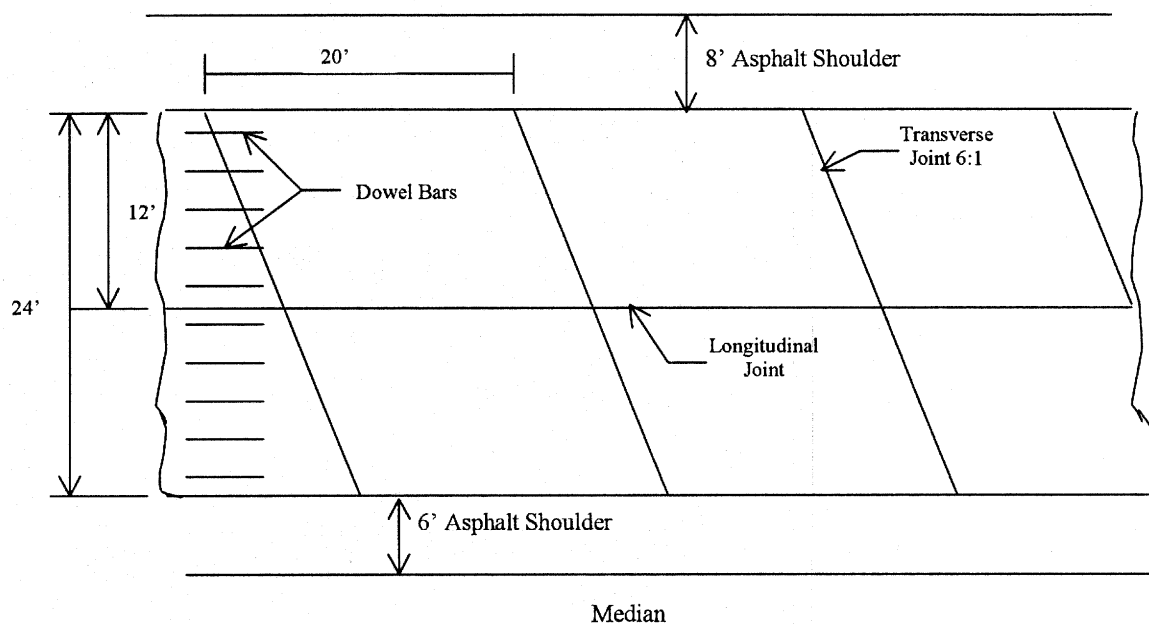 20’
8’ Asphalt Shoulder
Transverse
Joint 6:1
Dowel Bars
12’
24’
Longitudinal
Joint
6’ Asphalt Shoulder
Median